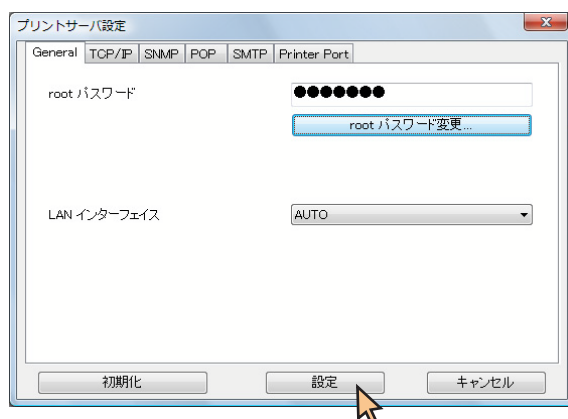 プリントサーバ設定
General TCP/IP SNMP POP SMTP Printer Port
root パスワード ●●●●●●●
root パスワード変更...
LAN インターフェイス AUTO
初期化 設定 キャンセル